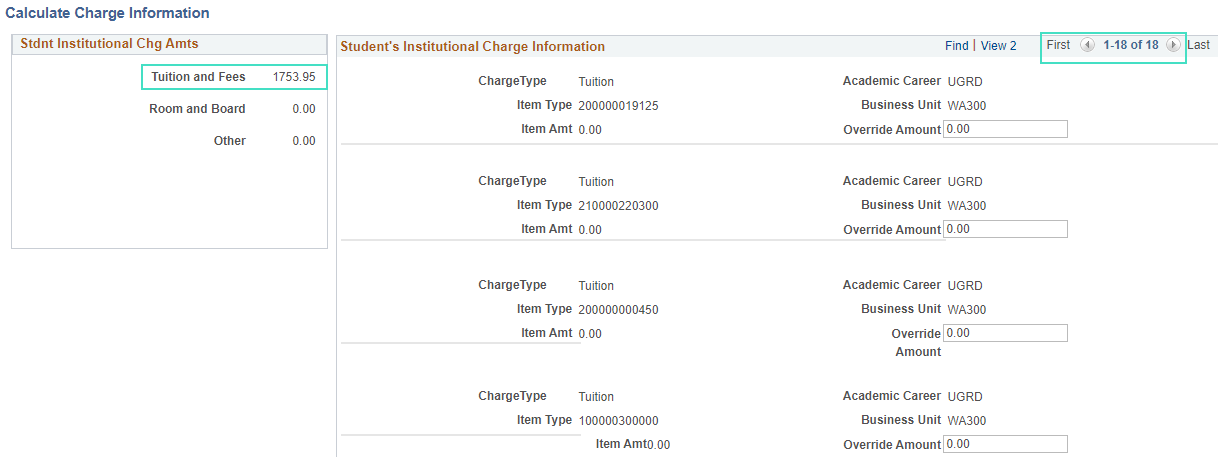 Calculate Charge Information
Stdnt Institutional Chg Amts
Tuition and Fees 1753.95
Room and Board 0.00
Other 0.00
Student's Institutional Charge Information Find | View 2 First 1-18 of 18 Last
ChargeType Tuition Academic Career UGRD
Item Type 200000019125 Business Unit WA300
Item Amt 0.00 Override Amount 0.00
ChargeType Tuition Academic Career UGRD
Item Type 210000220300 Business Unit WA300
Item Amt 0.00 Override Amount 0.00
ChargeType Tuition Academic Career UGRD
Item Type 200000000450 Business Unit WA300
Item Amt 0.00 Override 0.00
Amount
ChargeType Tuition Academic Career UGRD
Item Type 100000300000 Business Unit WA300
Item Amt0.00 Override Amount 0.00